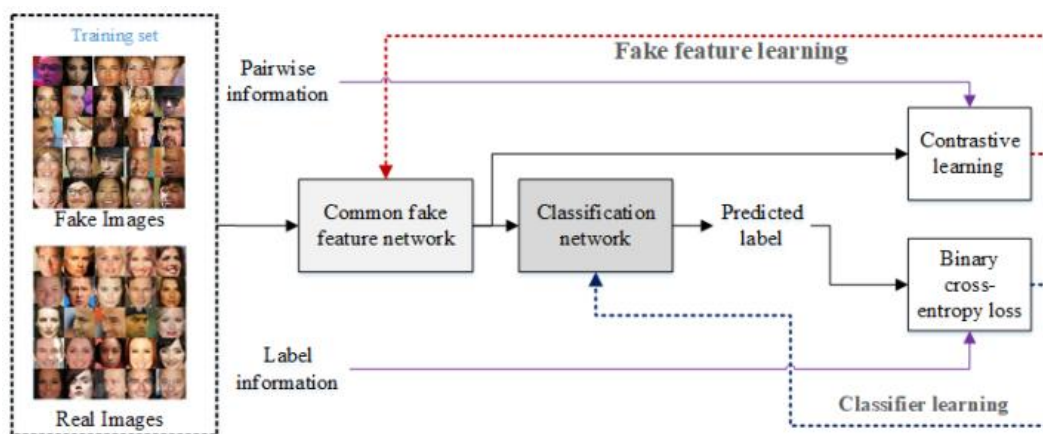 Training set
Fake Images
Real Images
Pairwise
information
Fake feature learning
Common fake
feature network
Classification
network
Predicted
label
Contrastive
learning
Binary
cross-
entropy loss
Label
information
Classifier learning